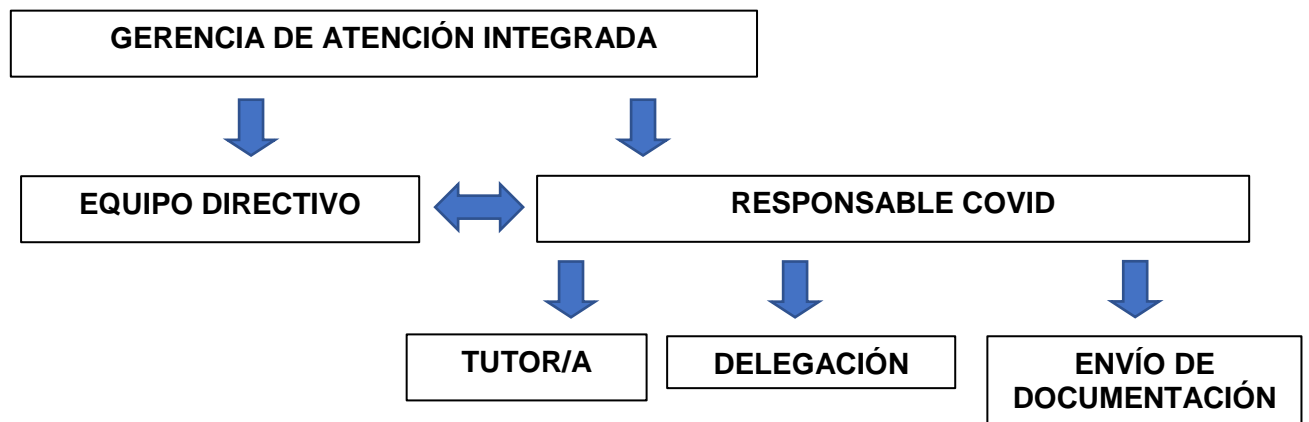 GERENCIA DE ATENCIÓN INTEGRADA
EQUIPO DIRECTIVO
RESPONSABLE COVID
TUTOR/A
DELEGACIÓN
ENVÍO DE
DOCUMENTACIÓN